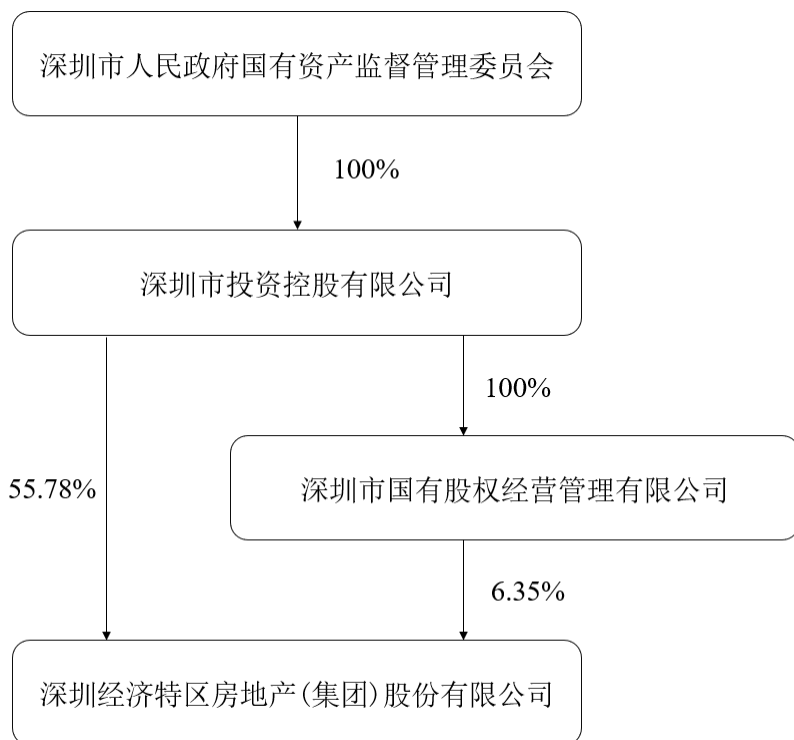 深圳市人民政府国有资产监督管理委员会
100%
深圳市投资控股有限公司
100%
深圳市国有股权经营管理有限公司
55.78%
6.35%
深圳经济特区房地产(集团)股份有限公司